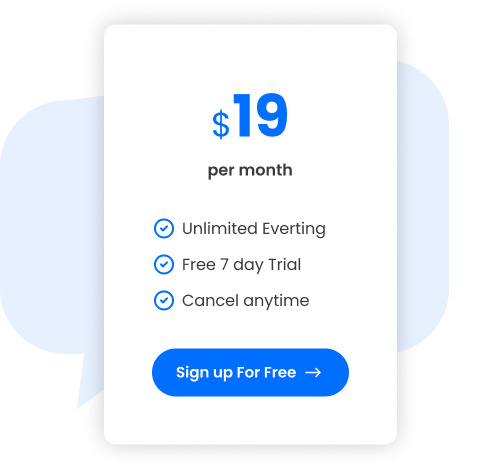 $19
per month
Unlimited Everting
Free 7 day Trial
Cancel anytime
Sign up For Free